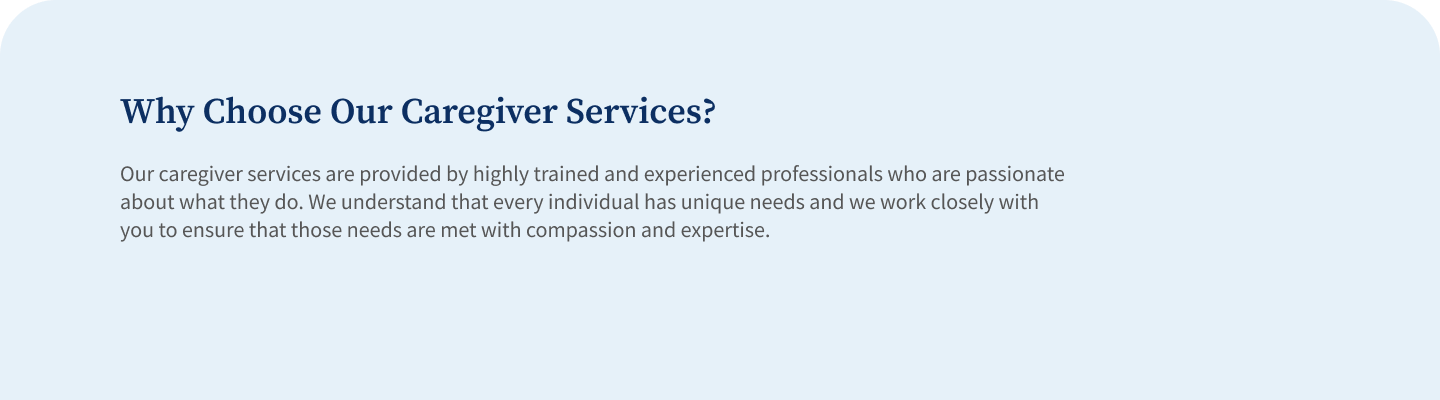 Why Choose Our Caregiver Services?
Our caregiver services are provided by highly trained and experienced professionals who are passionate
about what they do. We understand that every individual has unique needs and we work closely with
you to ensure that those needs are met with compassion and expertise.